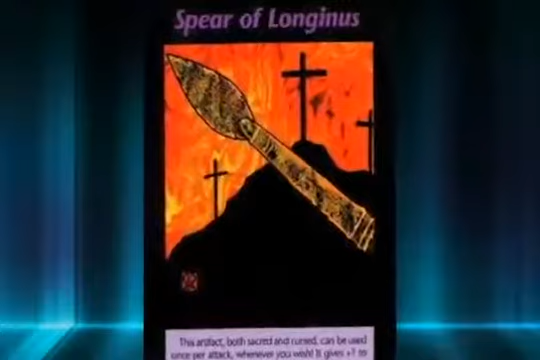 Spear of Longinus
This artifact, both sacred and cursed, can be used
once per attack, whenever you wish! It gives +1 to